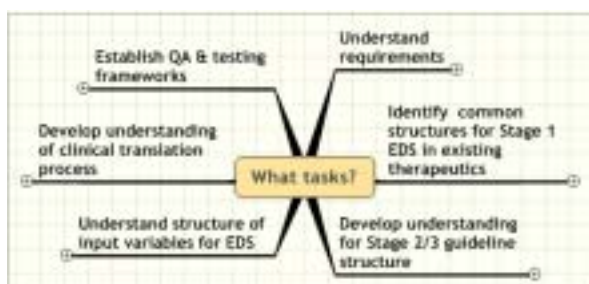 Establish QA & testing
frameworks
Understand
requirements
Develop understanding
of clinical translation
process
What tasks?
Identify common
structures for Stage 1
EDS in existing
therapeutics
Understand structure of
input variables for EDS
Develop understanding
for Stage 2/3 guideline
structure